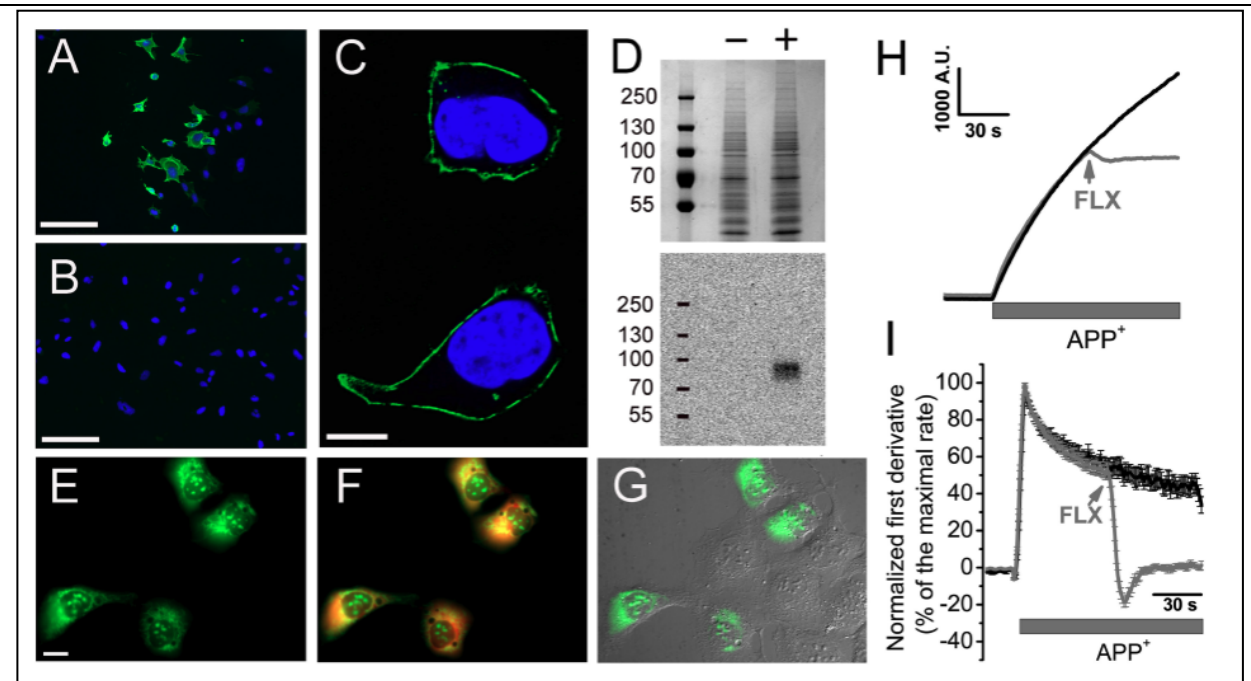 A
B
C
D
− +
250
130
100
70
55
250
130
100
70
55
E
F
G
H
1000 A.U.
30 s
FLX
APP⁺
I
Normalized first derivative
(% of the maximal rate)
100
80
60
40
20
0
-20
-40
FLX
30 s
APP⁺